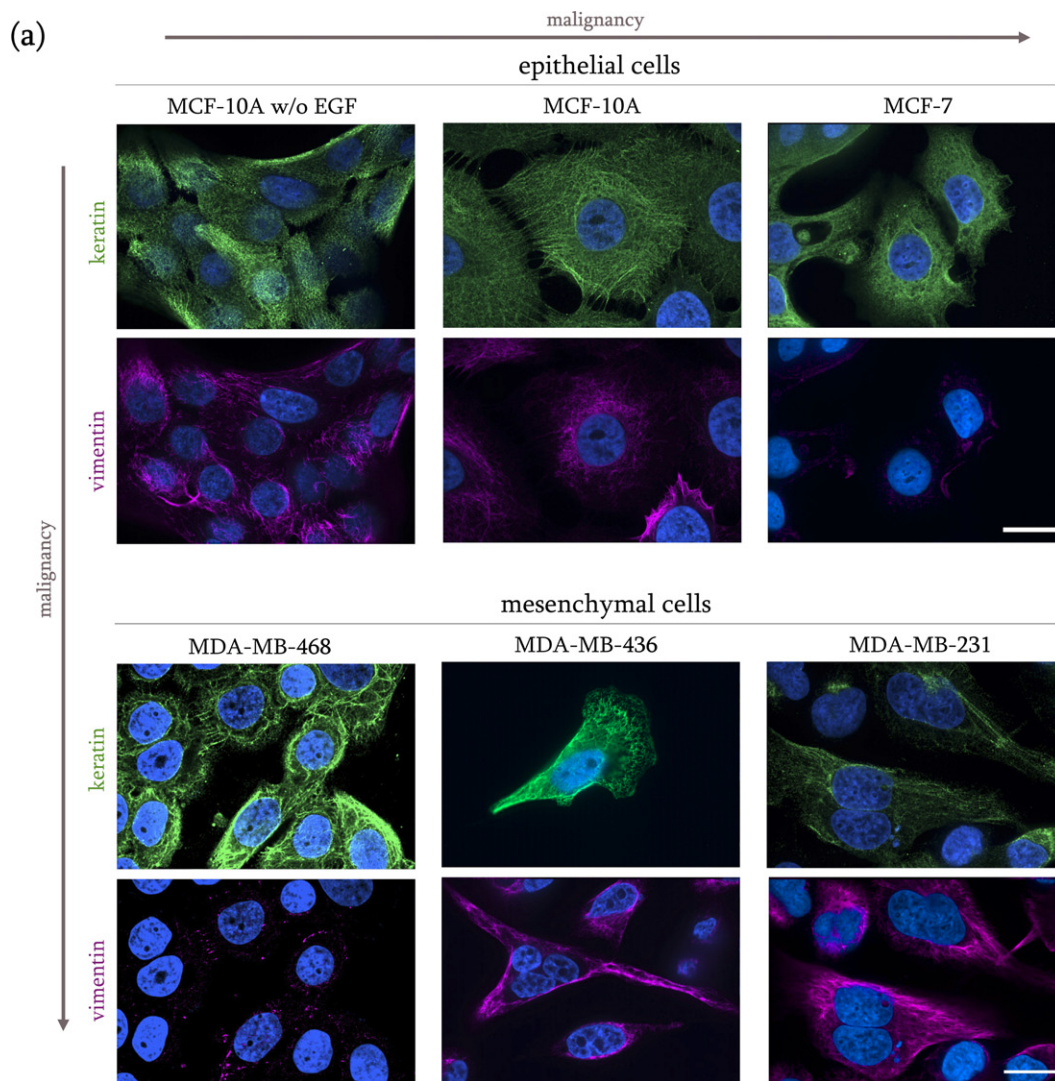 (a)
malignancy
epithelial cells
MCF-10A w/o EGF MCF-10A MCF-7
keratin
vimentin
malignancy
mesenchymal cells
MDA-MB-468 MDA-MB-436 MDA-MB-231
keratin
vimentin